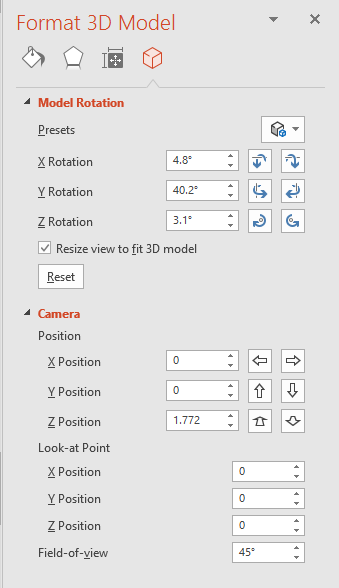 Format 3D Model
Model Rotation
Presets
X Rotation 4.8°
Y Rotation 40.2°
Z Rotation 3.1°
Resize view to fit 3D model
Reset
Camera
Position
X Position 0
Y Position 0
Z Position 1.772
Look-at Point
X Position 0
Y Position 0
Z Position 0
Field-of-view 45°